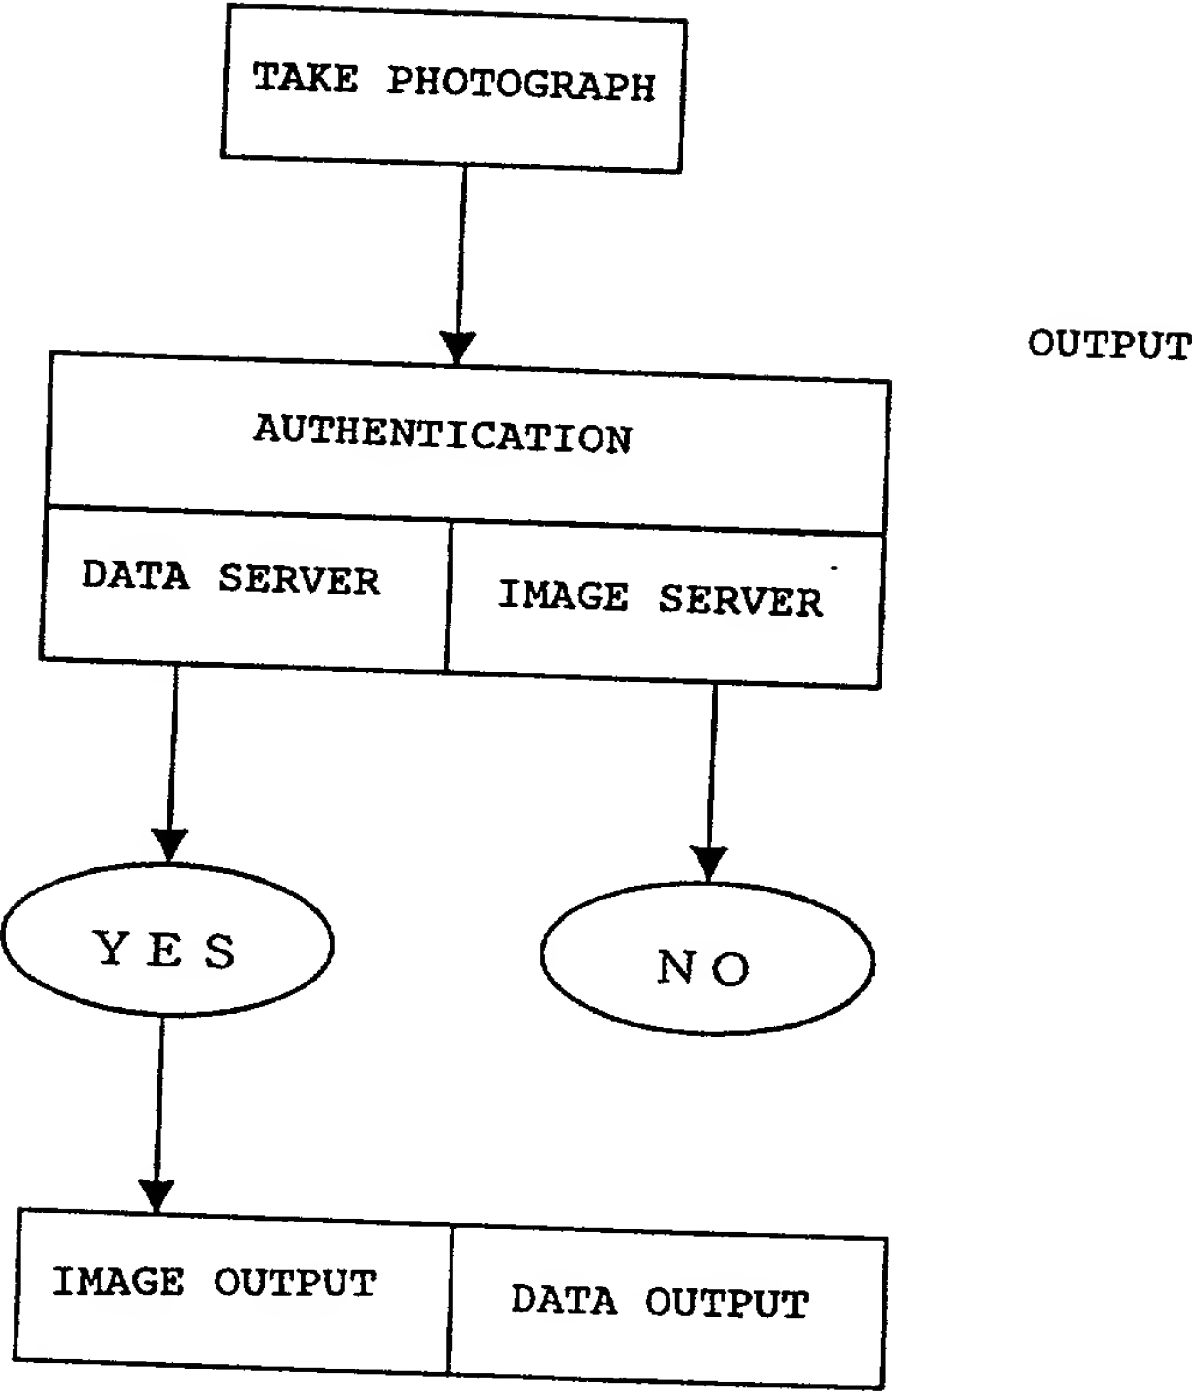 TAKE PHOTOGRAPH
OUTPUT
AUTHENTICATION
DATA SERVER
IMAGE SERVER
YES
NO
IMAGE OUTPUT
DATA OUTPUT